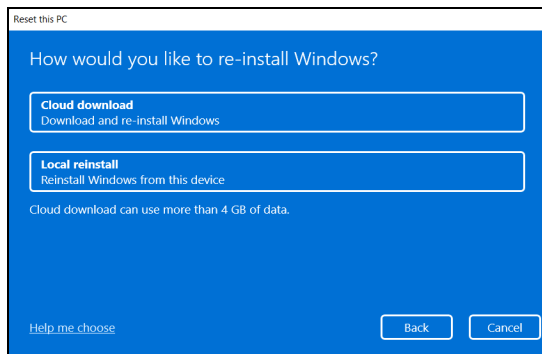 Reset this PC
How would you like to re-install Windows?
Cloud download
Download and re-install Windows
Local reinstall
Reinstall Windows from this device
Cloud download can use more than 4 GB of data.
Help me choose
Back
Cancel